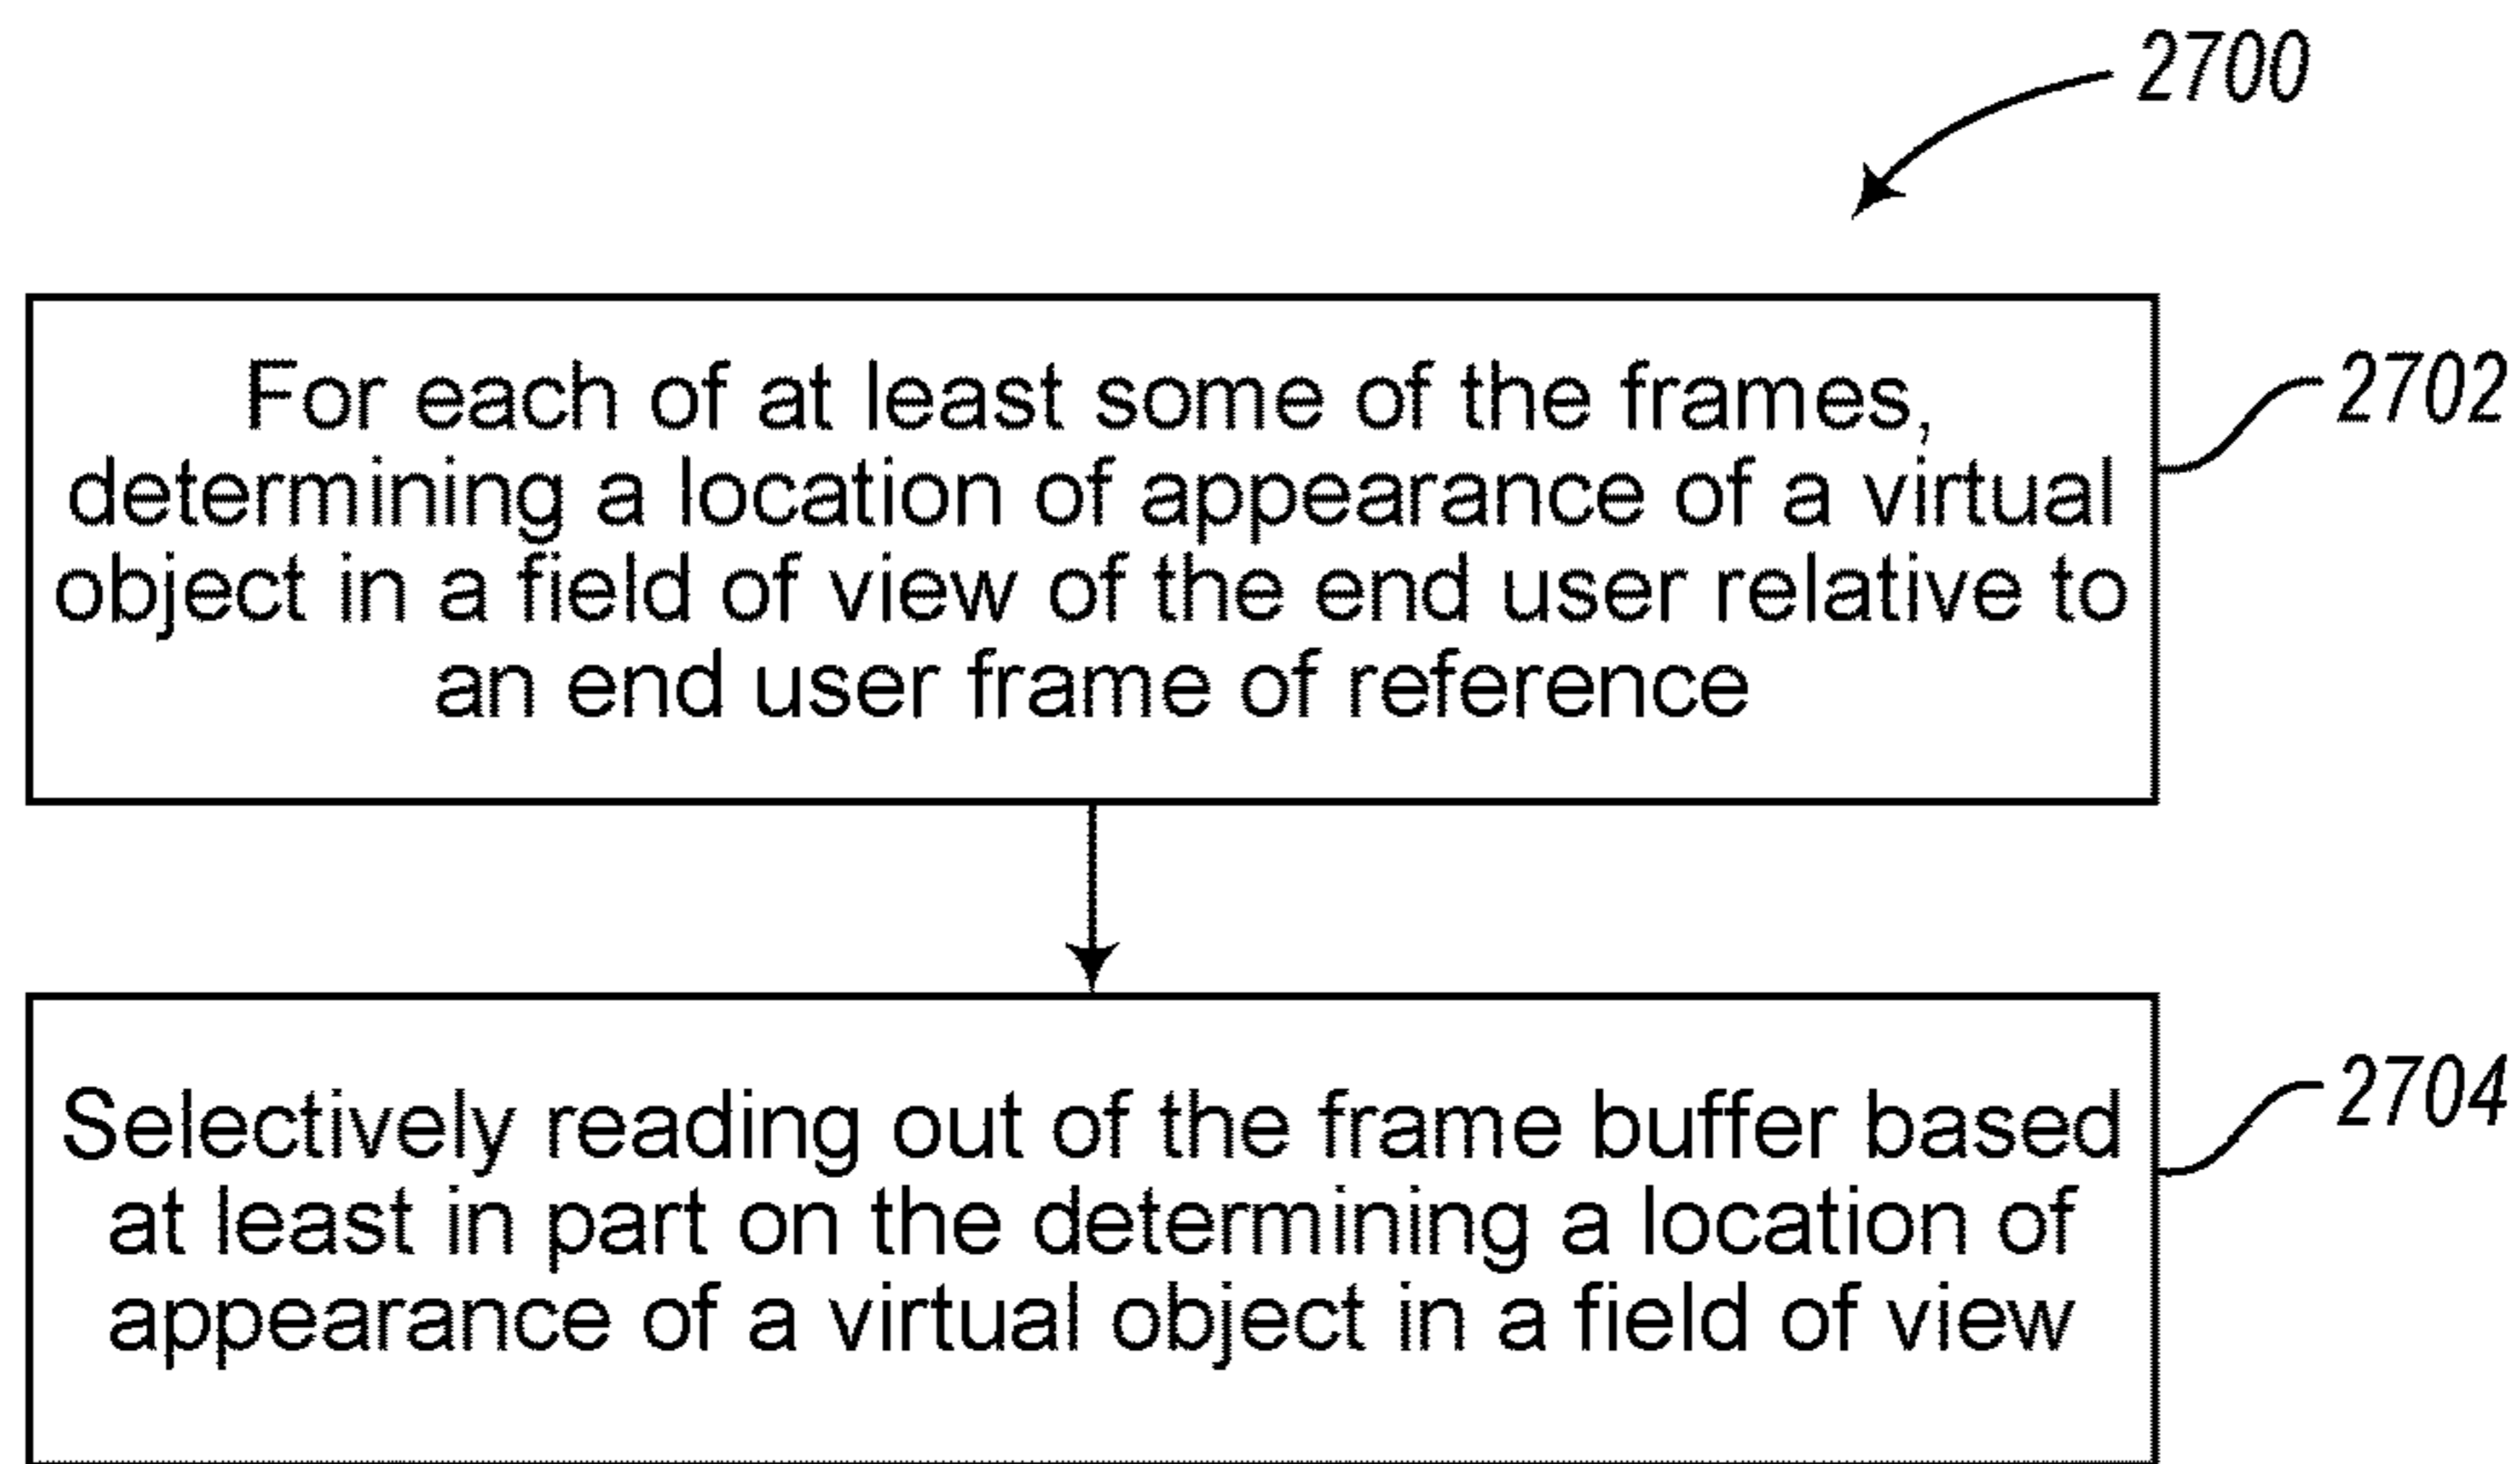 2700
For each of at least some of the frames,
determining a location of appearance of a virtual
object in a field of view of the end user relative to
an end user frame of reference
2702
Selectively reading out of the frame buffer based
at least in part on the determining a location of
appearance of a virtual object in a field of view
2704